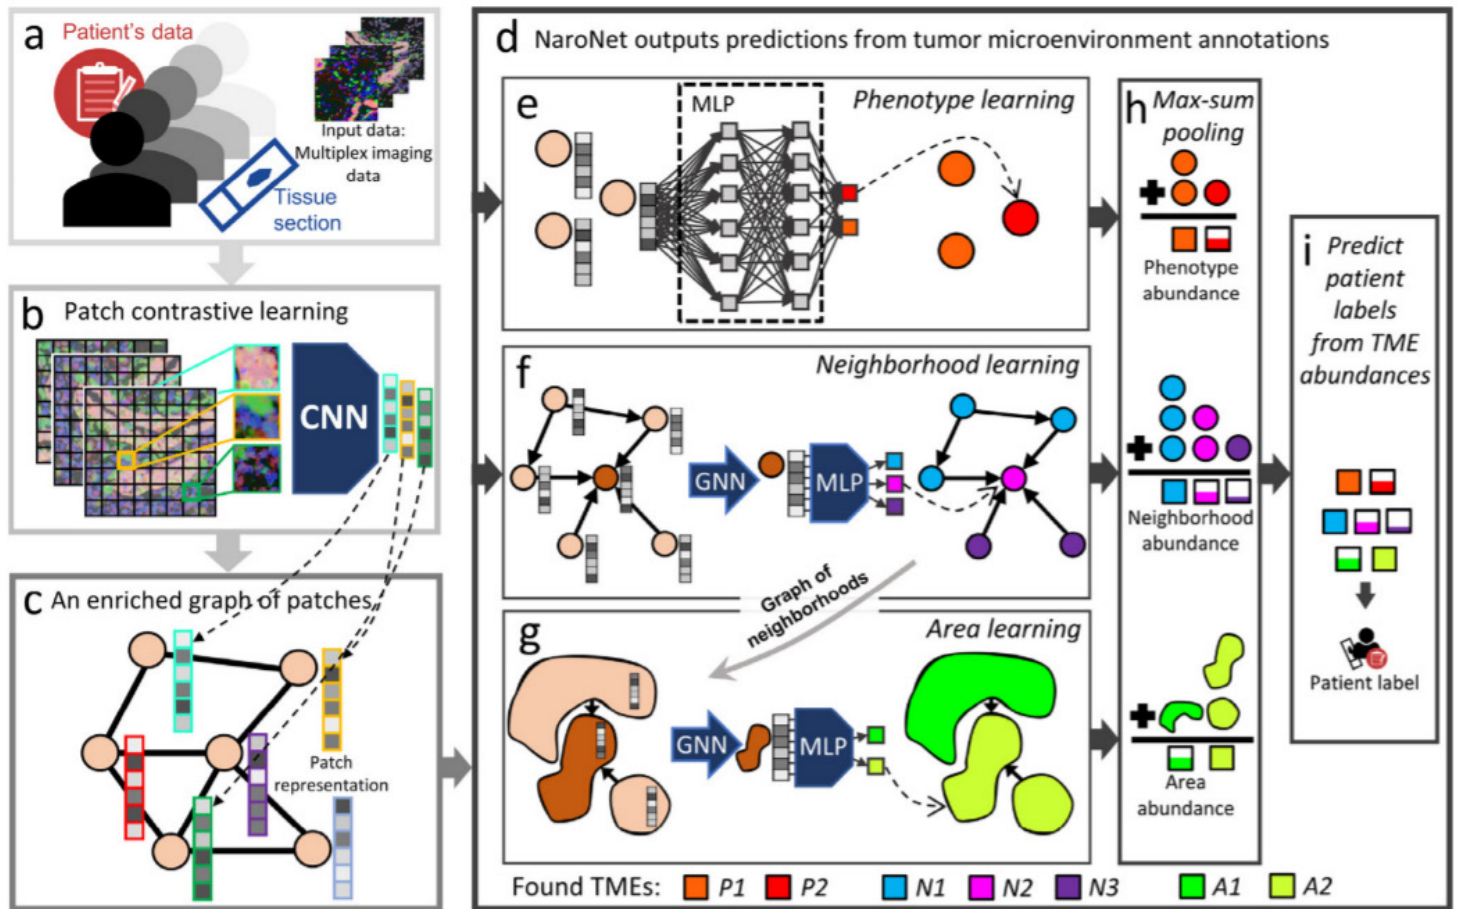 a
Patient's data
Input data:
Multiplex imaging
data
Tissue
section
b
Patch contrastive learning
CNN
c An enriched graph of patches
Patch
representation
d NaroNet outputs predictions from tumor microenvironment annotations
e
MLP
Phenotype learning
f
Neighborhood learning
GNN
MLP
Graph of
neighborhoods
g
Area learning
GNN
MLP
h Max-sum
pooling
+
Phenotype
abundance
+
Neighborhood
abundance
+
Area
abundance
i Predict
patient
labels
from TME
abundances
Patient label
Found TMEs: P1 P2 N1 N2 N3 A1 A2